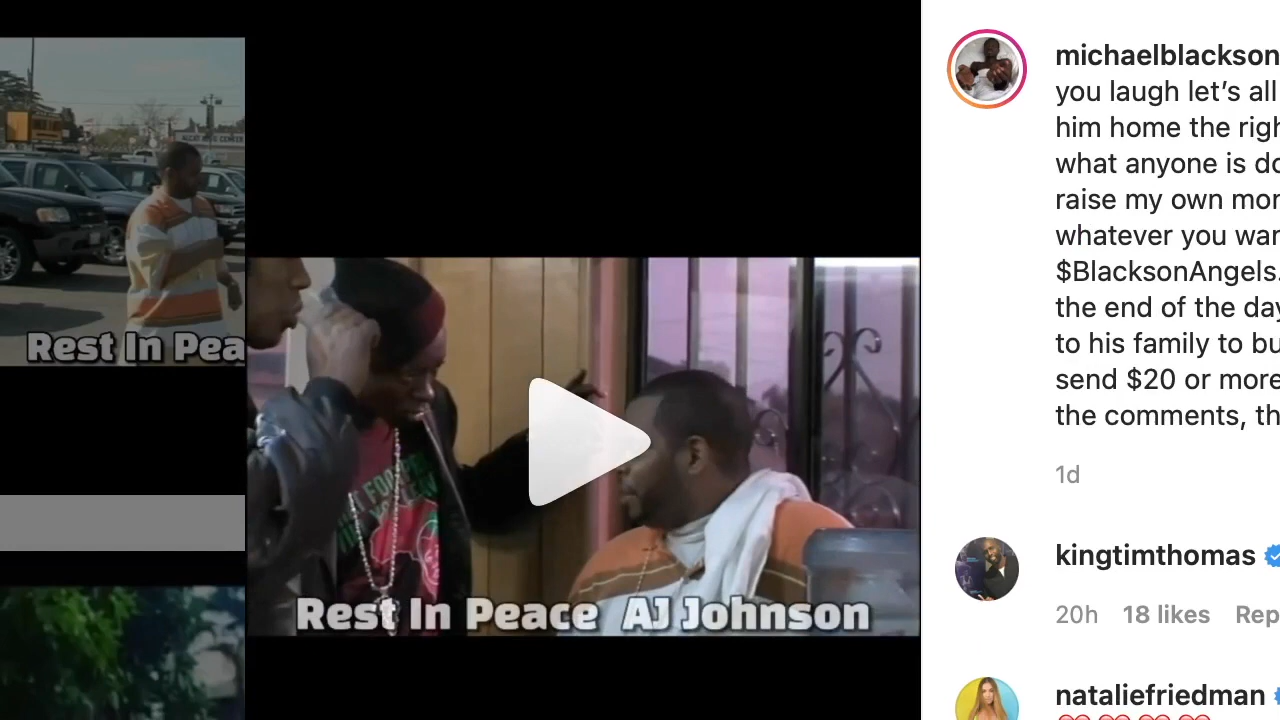 Rest In Pea
Rest In Peace AJ Johnson
michaelblackson
you laugh let’s all
him home the righ
what anyone is do
raise my own mon
whatever you wan
$BlacksonAngels.
the end of the day
to his family to bu
send $20 or more
the comments, th
1d
kingtimthomas
20h 18 likes Rep
nataliefriedman